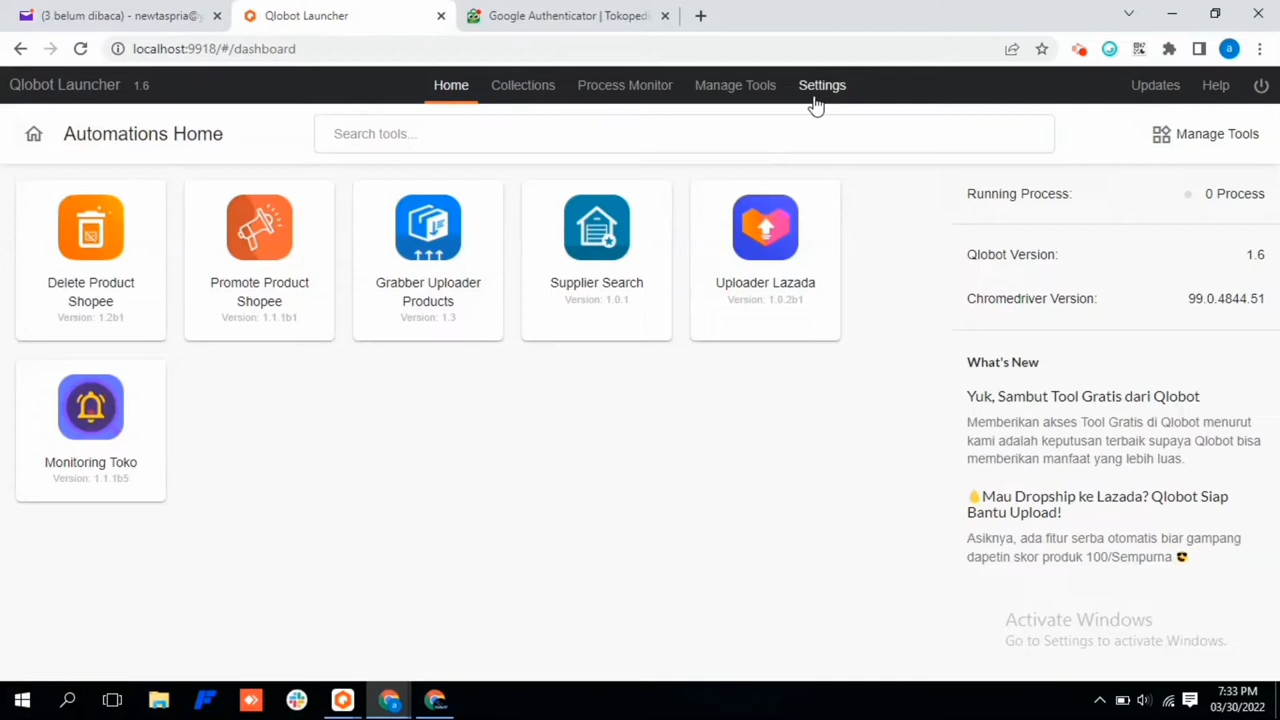 (3 belum dibaca) - newtaspria@
Qlobot Launcher
Google Authenticator | Tokoped
localhost:9918/#/dashboard
a
Qlobot Launcher 1.6
Home
Collections
Process Monitor
Manage Tools
Settings
Updates
Help
Automations Home
Search tools...
Manage Tools
Delete Product
Shopee
Version: 1.2b1
Promote Product
Shopee
Version: 1.1.1b1
Grabber Uploader
Products
Version: 1.3
Supplier Search
Version: 1.0.1
Uploader Lazada
Version: 1.0.2b1
Monitoring Toko
Version: 1.1.1b5
Running Process: 0 Process
Qlobot Version: 1.6
Chromedriver Version: 99.0.4844.51
What's New
Yuk, Sambut Tool Gratis dari Qlobot
Memberikan akses Tool Gratis di Qlobot menurut
kami adalah keputusan terbaik supaya Qlobot bisa
memberikan manfaat yang lebih luas.
Mau Dropship ke Lazada? Qlobot Siap
Bantu Upload!
Asiknya, ada fitur serba otomatis biar gampang
dapetin skor produk 100/Sempurna
Activate Windows
Go to Settings to activate Windows.
7:33 PM
03/30/2022